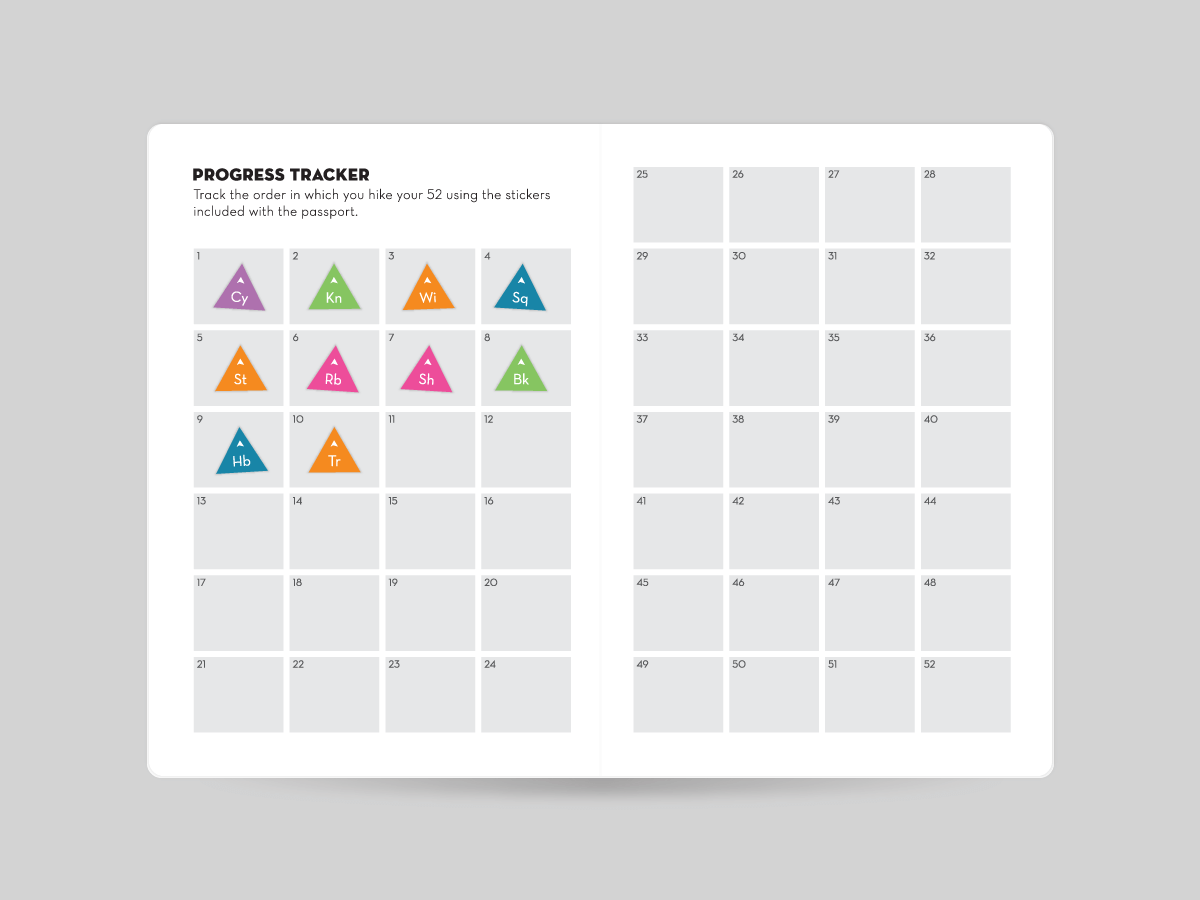 PROGRESS TRACKER
Track the order in which you hike your 52 using the stickers
included with the passport.
1 2 3 4
Cy Kn Wi Sq
5 6 7 8
St Rb Sh Bk
9 10 11 12
Hb Tr
13 14 15 16
17 18 19 20
21 22 23 24
25 26 27 28
29 30 31 32
33 34 35 36
37 38 39 40
41 42 43 44
45 46 47 48
49 50 51 52